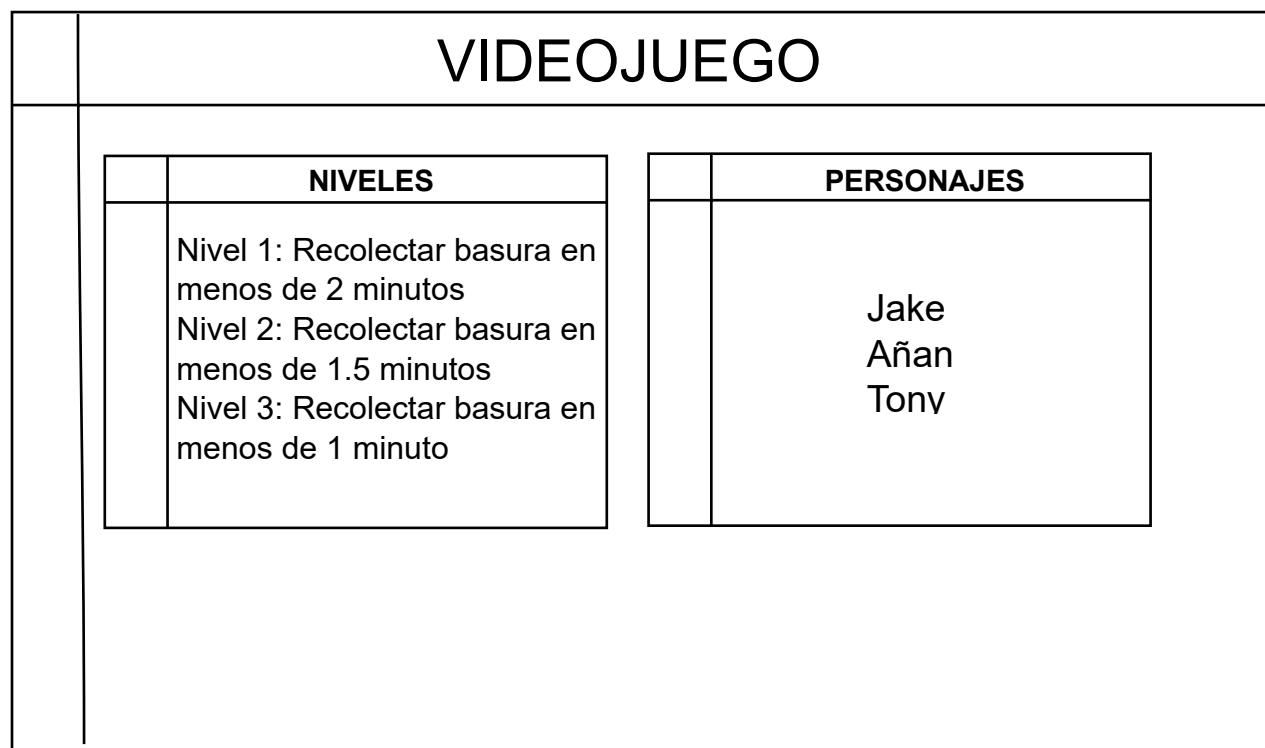 VIDEOJUEGO
NIVELES
Nivel 1: Recolectar basura en
menos de 2 minutos
Nivel 2: Recolectar basura en
menos de 1.5 minutos
Nivel 3: Recolectar basura en
menos de 1 minuto
PERSONAJES
Jake
Añan
Tony